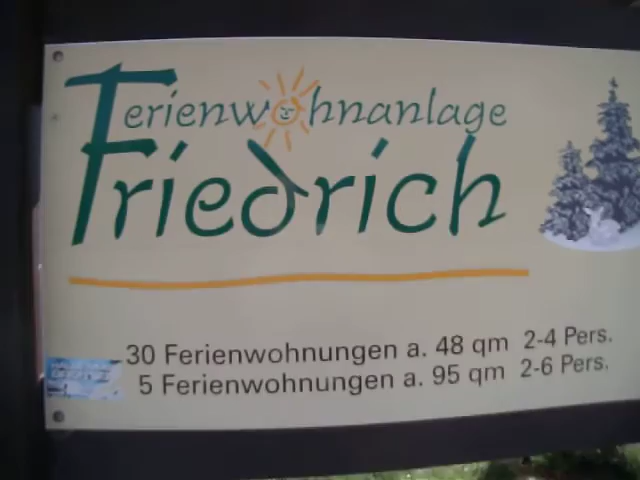 Ferienwohnanlage
Friedrich
30 Ferienwohnungen a. 48 qm 2-4 Pers.
5 Ferienwohnungen a. 95 qm 2-6 Pers.